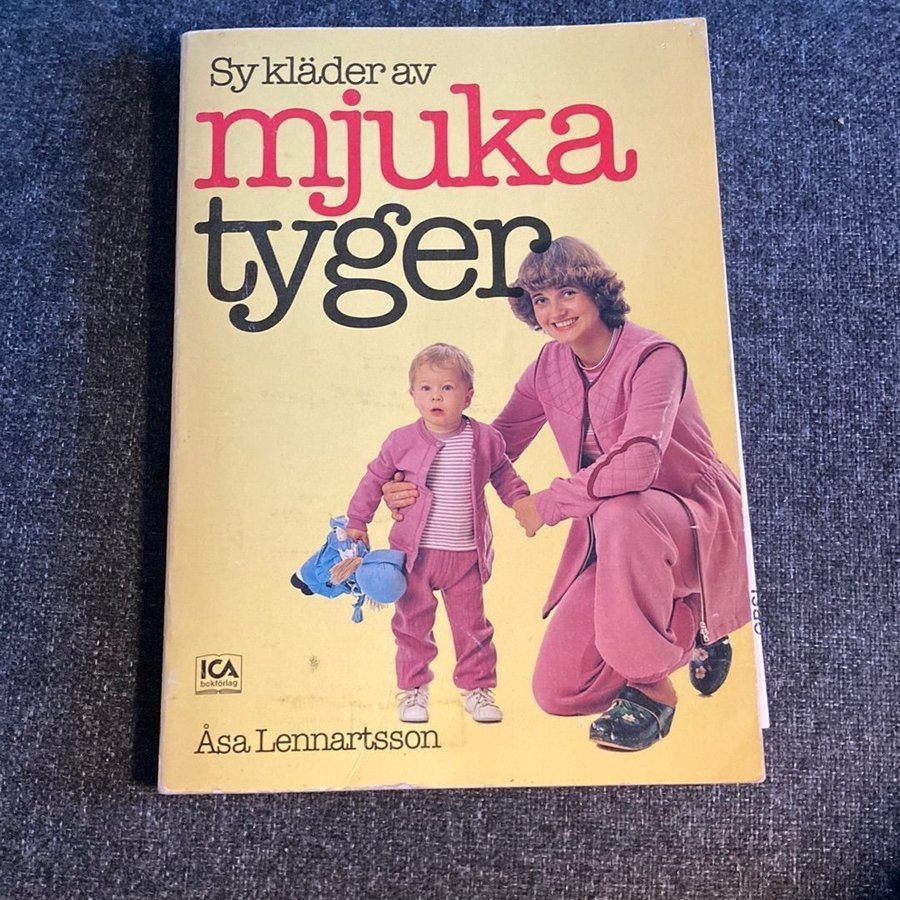 Sy kläder av
mjuka
tyger
ICA
bokförlag
Åsa Lennartsson